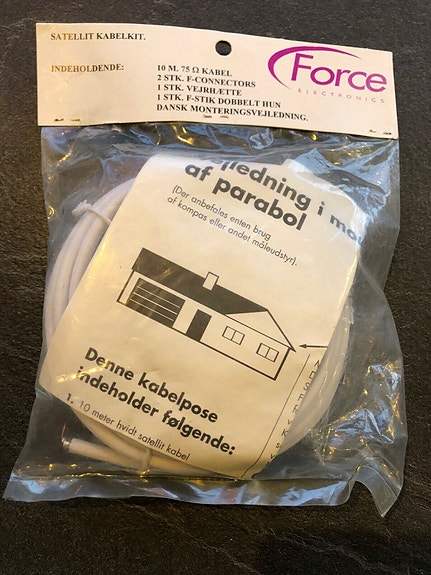 SATELLIT KABELKIT.
INDEHOLDENDE:
10 M. 75 Ω KABEL
2 STK. F-CONNECTORS
1 STK. VEJRHÆTTE
1 STK. F-STIK DOBBELT HUN
DANSK MONTERINGSVEJLEDNING.
Force
ELECTRONICS
jledning i mon
af parabol
(Der anbefales enten brug
af kompas eller andet måleudstyr).
Denne kabelpose
indeholder følgende:
1. 10 meter hvidt satellit kabel